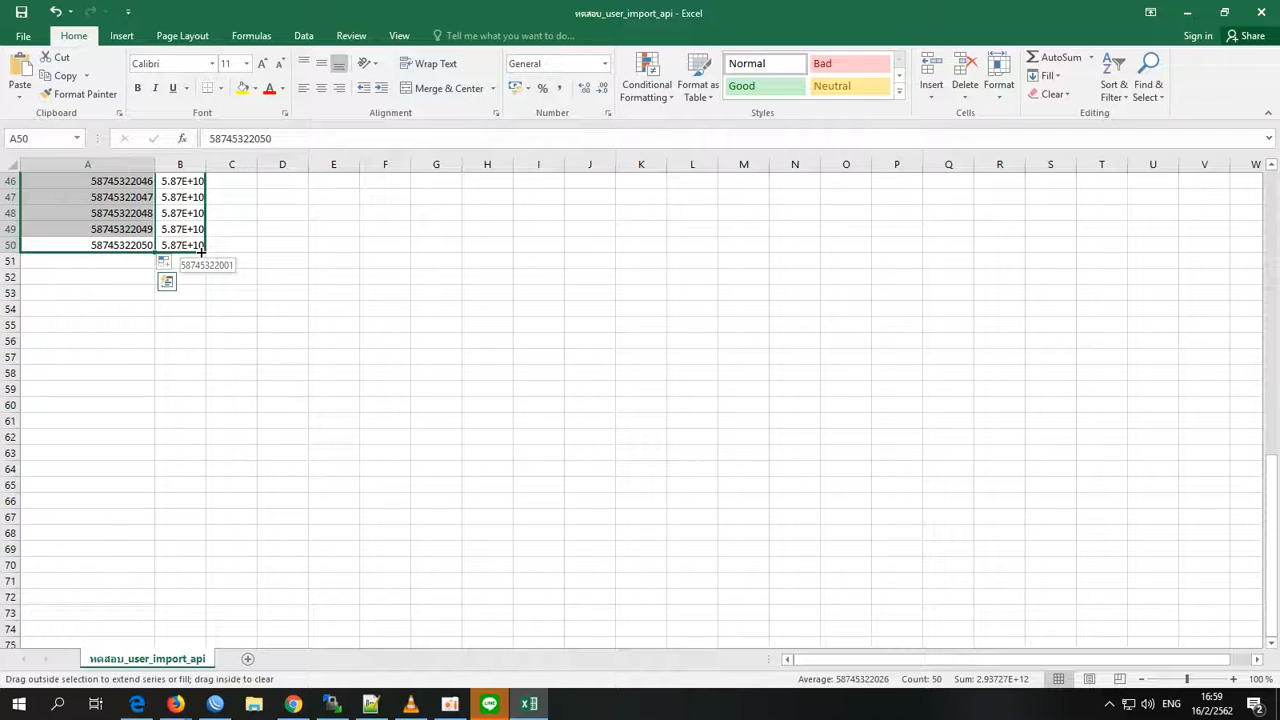 ทดสอบ_user_import_api - Excel
File Home Insert Page Layout Formulas Data Review View Tell me what you want to do... Sign in Share
Paste Cut Copy Format Painter
Clipboard
Calibri 11
B I U
Font
Wrap Text
Merge & Center
Alignment
General
% ,
Number
Conditional Formatting Format as Table
Normal Bad
Good Neutral
Styles
Insert Delete Format
Cells
AutoSum
Fill
Clear
Sort & Filter Find & Select
Editing
A50 fx 58745322050
A B C D E F G H I J K L M N O P Q R S T U V W
46 58745322046 5.87E+10
47 58745322047 5.87E+10
48 58745322048 5.87E+10
49 58745322049 5.87E+10
50 58745322050 5.87E+10
51 58745322001
52
53
54
55
56
57
58
59
60
61
62
63
64
65
66
67
68
69
70
71
72
73
74
75
ทดสอบ_user_import_api
Drag outside selection to extend series or fill; drag inside to clear Average: 58745322026 Count: 50 Sum: 2.93727E+12 100 %
LINE ENG 16:59
16/2/2562 2